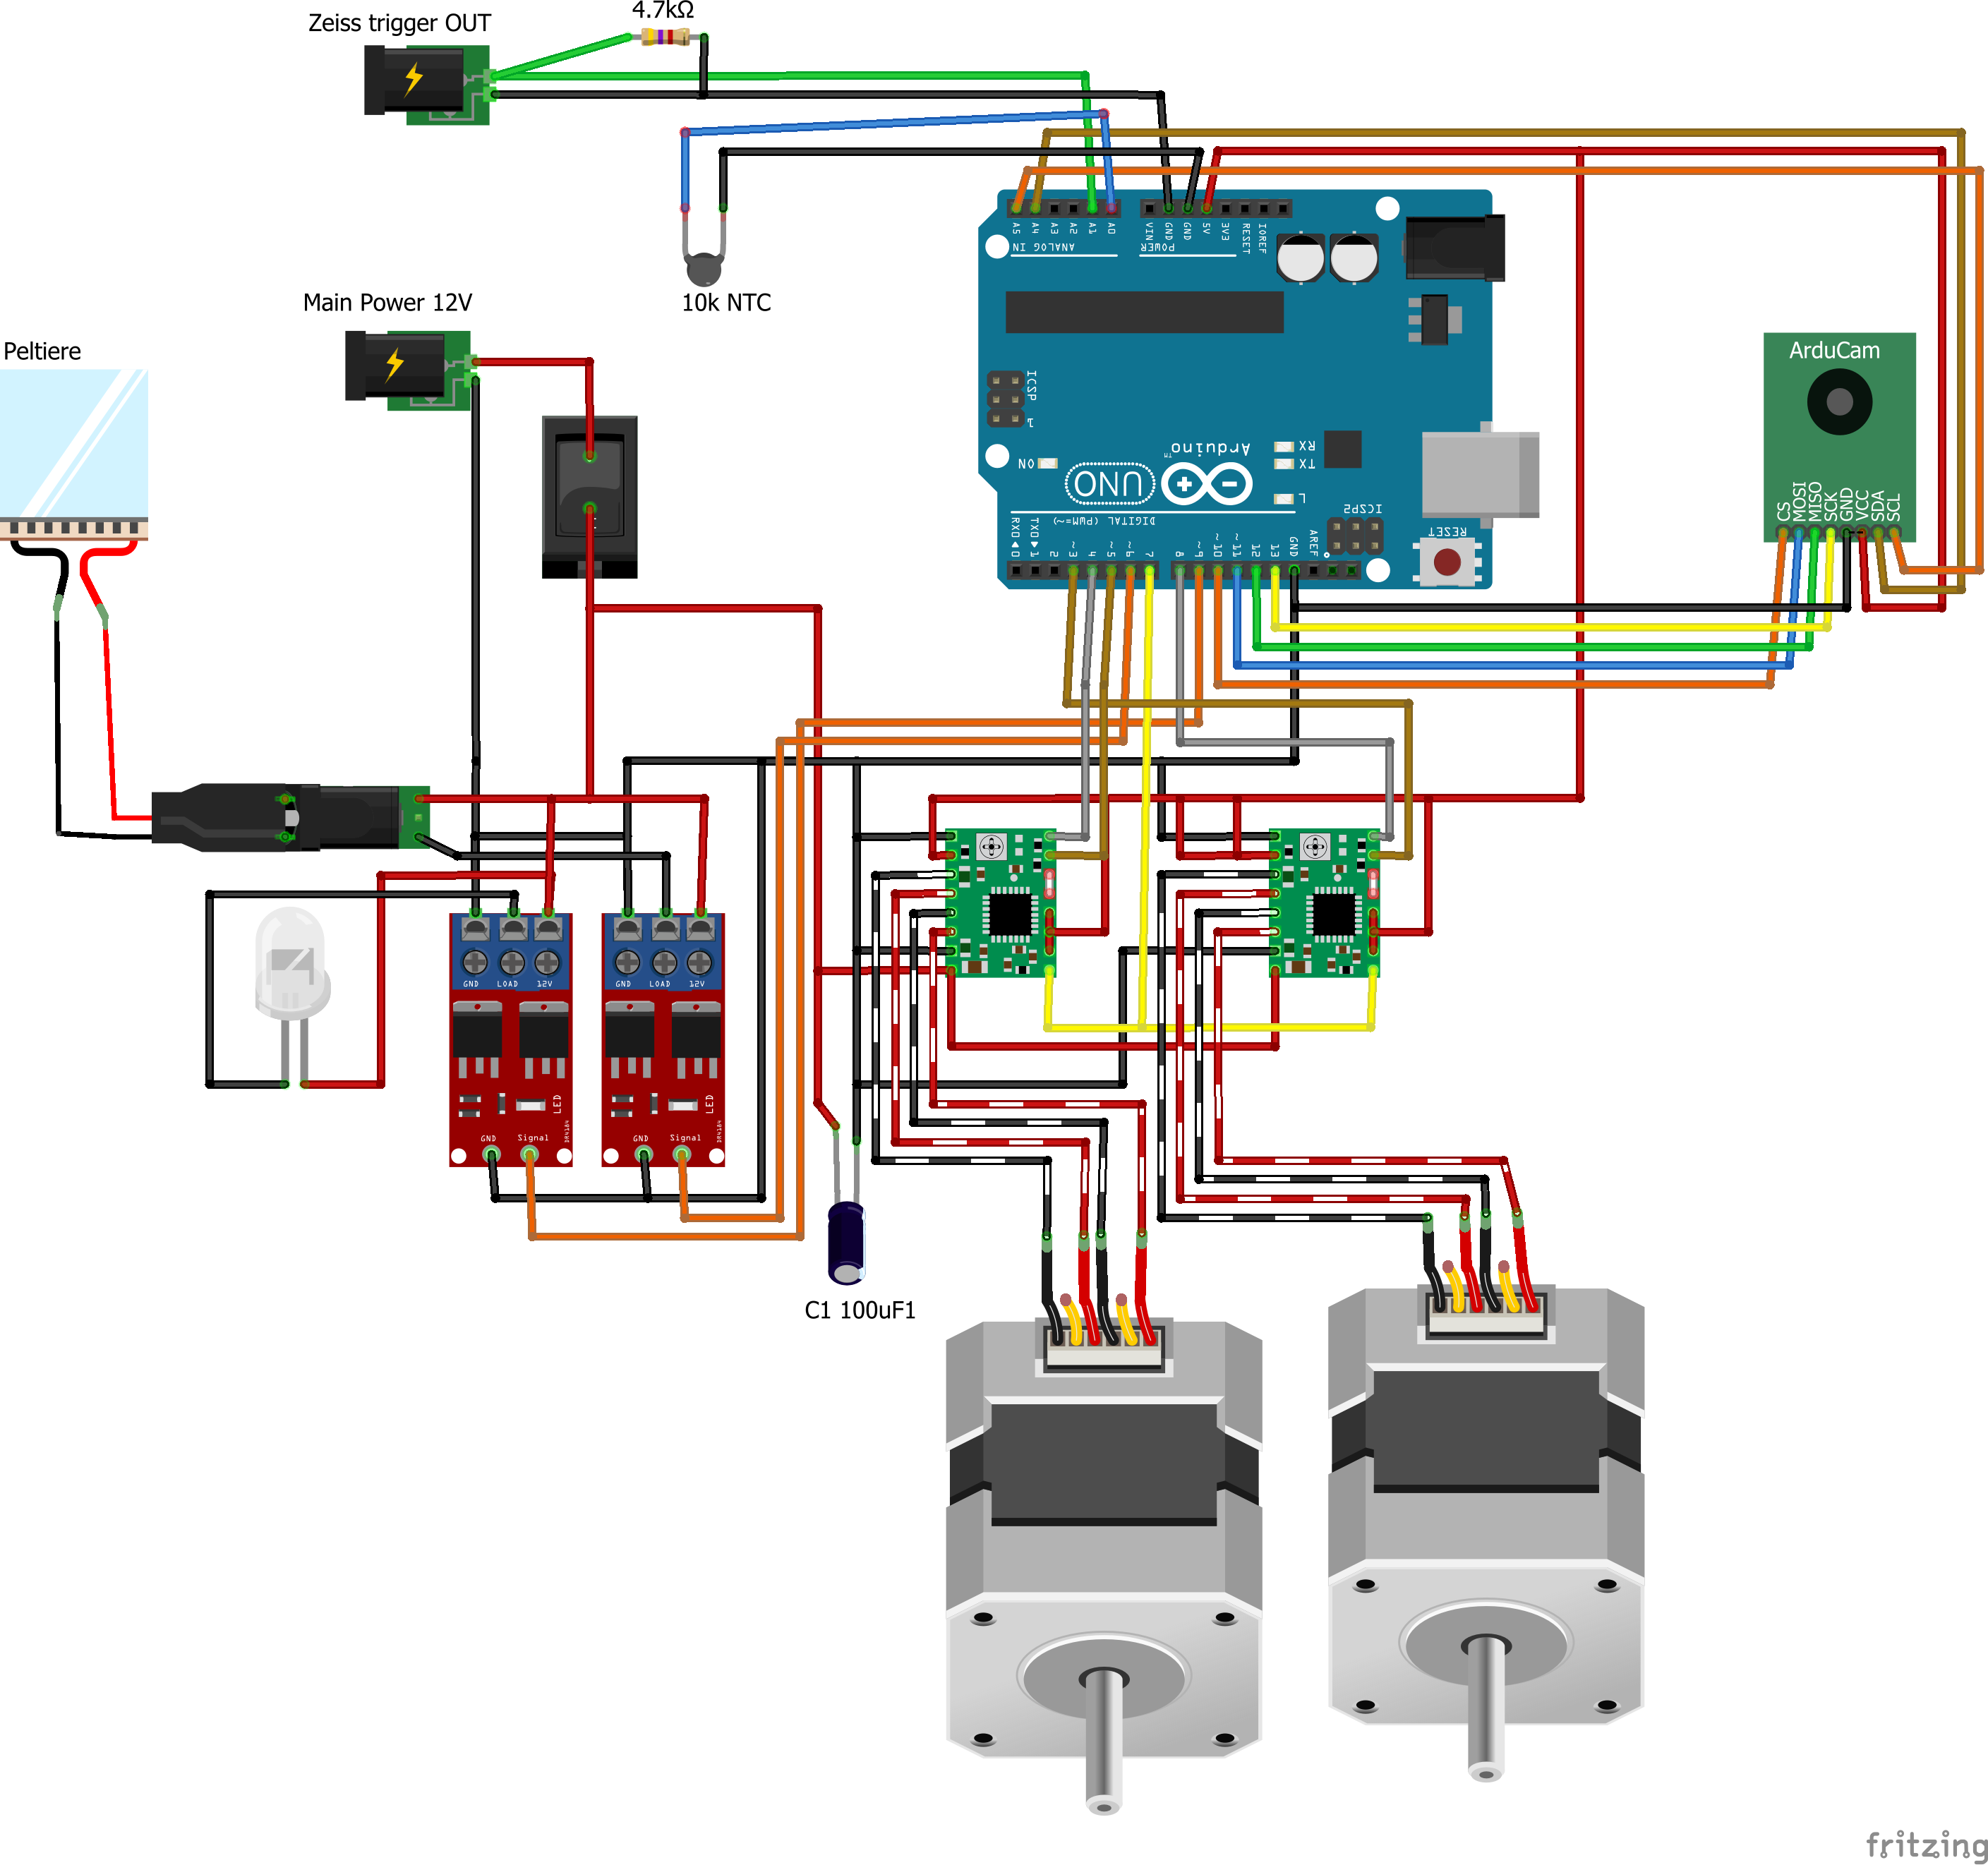 4.7kΩ
Zeiss trigger OUT
10k NTC
Main Power 12V
Peltiere
ArduCam
A5 A4 A3 A2 A1 A0
ANALOG IN
VIN GND GND 5V 3V3 RESET IOREF
POWER
ICSP
1
ON
UNO
Arduino
TM
RX
TX
L
ICSP2
RESET
DIGITAL (PWM=~)
RX0 ◀ 0
TX0 ▶ 1
2
~3
4
~5
~6
7
8
~9
~10
~11
12
13
GND
AREF
CS
MOSI
MISO
SCK
GND
VCC
SDA
SCL
GND LOAD 12V
GND LOAD 12V
LED
LED
GND Signal
GND Signal
C1 100uF1
fritzing